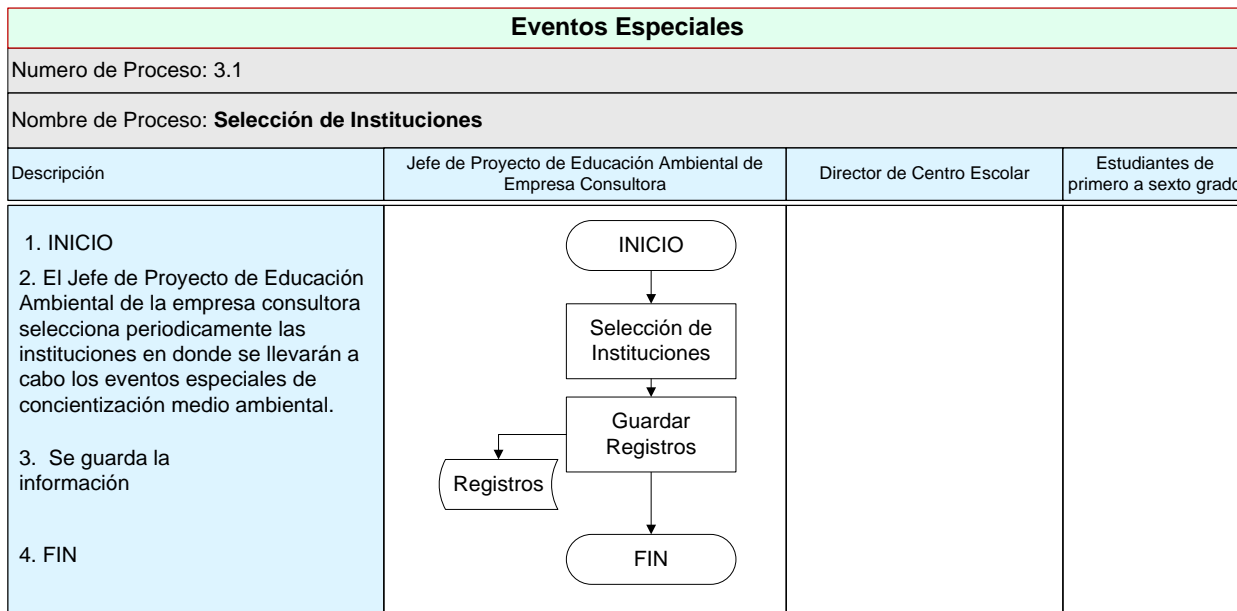 Eventos Especiales
Numero de Proceso: 3.1
Nombre de Proceso: Selección de Instituciones
Descripción
Jefe de Proyecto de Educación Ambiental de
Empresa Consultora
Director de Centro Escolar
Estudiantes de
primero a sexto grado
1. INICIO
2. El Jefe de Proyecto de Educación
Ambiental de la empresa consultora
selecciona periodicamente las
instituciones en donde se llevarán a
cabo los eventos especiales de
concientización medio ambiental.
3. Se guarda la
información
4. FIN
INICIO
Selección de
Instituciones
Guardar
Registros
Registros
FIN